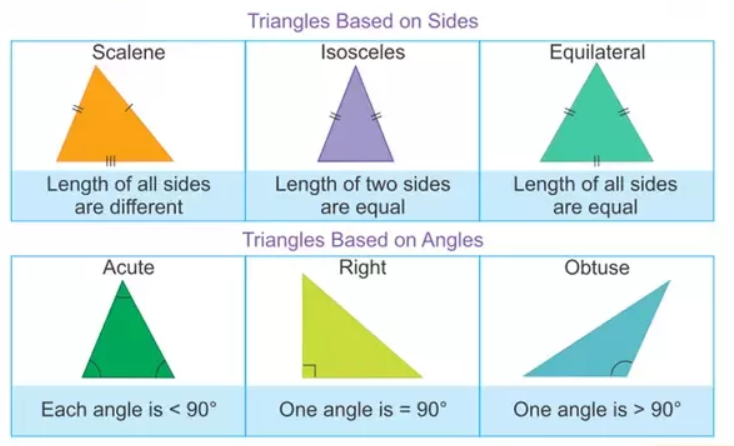 Triangles Based on Sides
Scalene
Isosceles
Equilateral
Length of all sides
are different
Length of two sides
are equal
Length of all sides
are equal
Triangles Based on Angles
Acute
Right
Obtuse
Each angle is < 90°
One angle is = 90°
One angle is > 90°